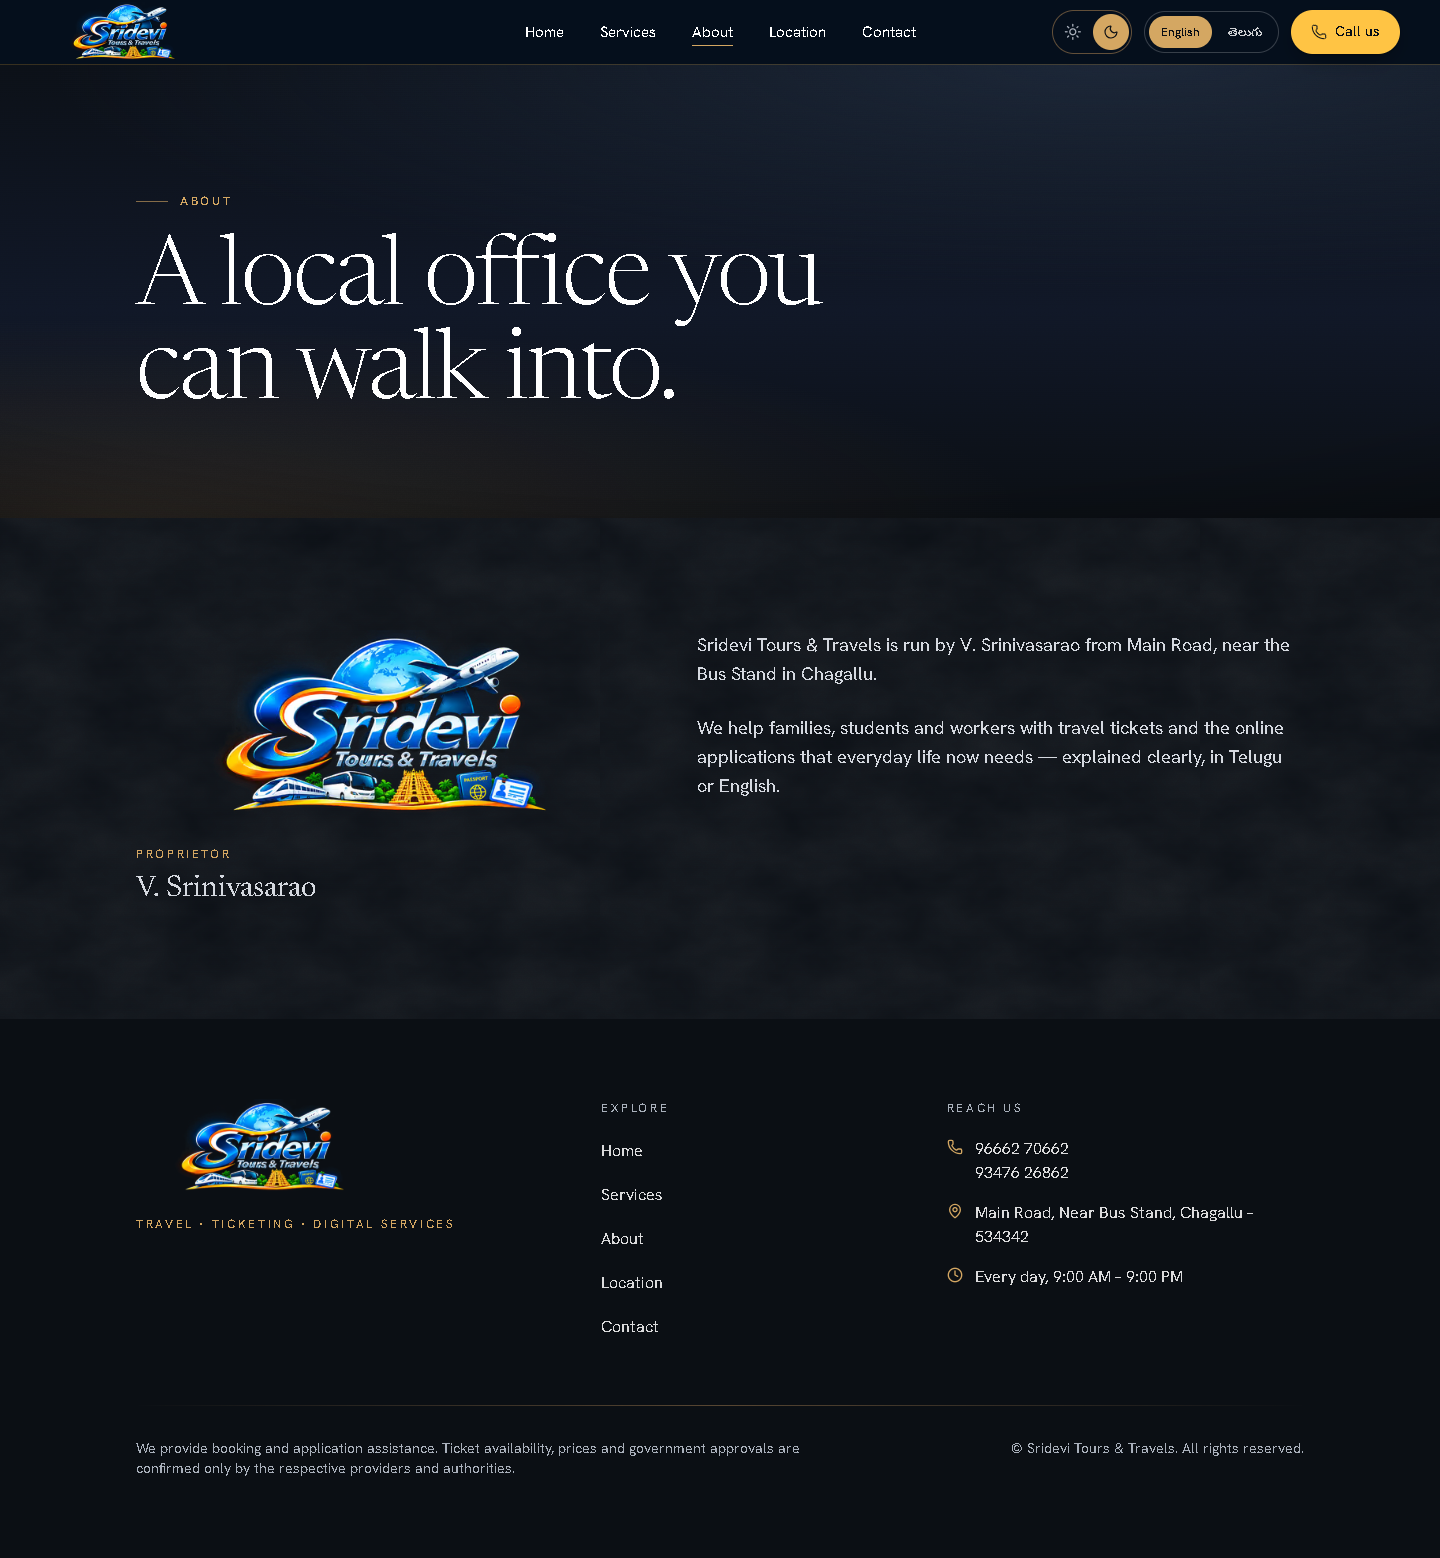 Sridevi
Tours & Travels
Home
Services
About
Location
Contact
English
తెలుగు
Call us
ABOUT
A local office you
can walk into.
Sridevi
Tours & Travels
PASSPORT
PROPRIETOR
V. Srinivasarao
Sridevi Tours & Travels is run by V. Srinivasarao from Main Road, near the
Bus Stand in Chagallu.
We help families, students and workers with travel tickets and the online
applications that everyday life now needs — explained clearly, in Telugu
or English.
Sridevi
Tours & Travels
TRAVEL • TICKETING • DIGITAL SERVICES
EXPLORE
Home
Services
About
Location
Contact
REACH US
96662 70662
93476 26862
Main Road, Near Bus Stand, Chagallu –
534342
Every day, 9:00 AM – 9:00 PM
We provide booking and application assistance. Ticket availability, prices and government approvals are
confirmed only by the respective providers and authorities.
© Sridevi Tours & Travels. All rights reserved.